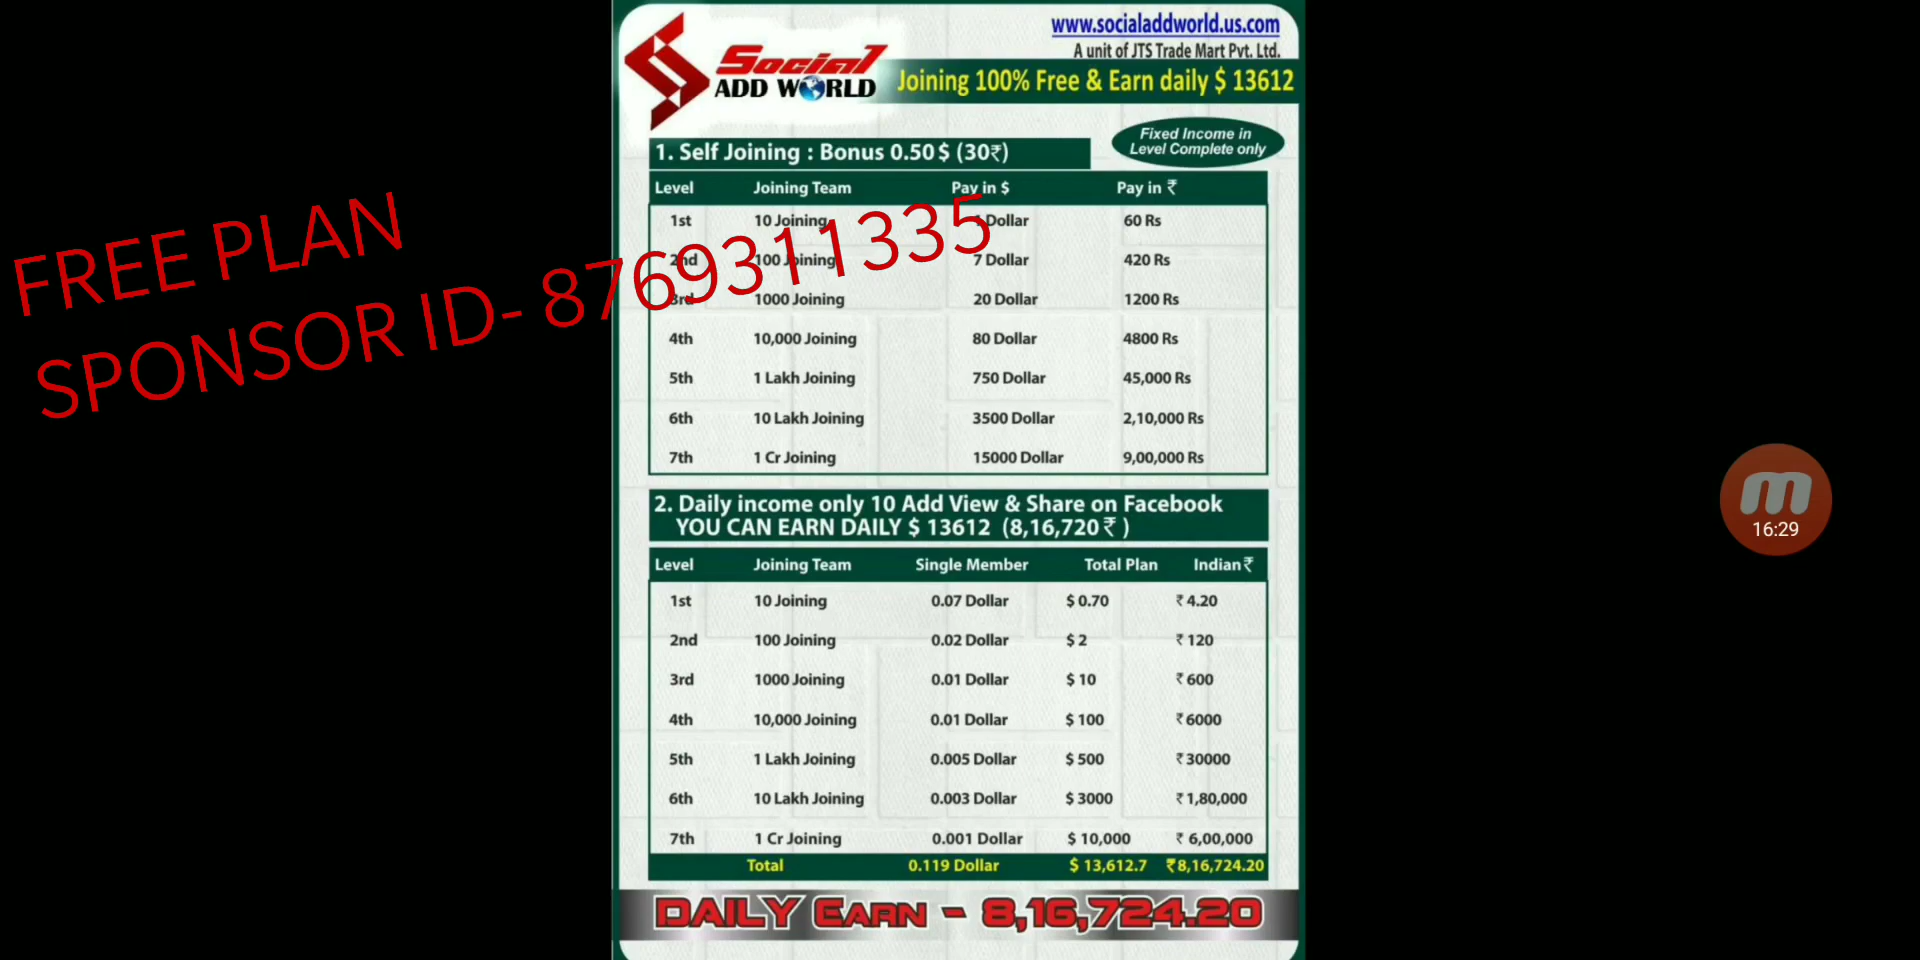 www.socialaddworld.us.com
A unit of JTS Trade Mart Pvt. Ltd.
Social
ADD WORLD
Joining 100% Free & Earn daily $ 13612
Fixed Income in
Level Complete only
1. Self Joining : Bonus 0.50$ (30₹)
Level Joining Team Pay in $ Pay in ₹
1st 10 Joining Dollar 60 Rs
2nd 100 Joining 7 Dollar 420 Rs
3rd 1000 Joining 20 Dollar 1200 Rs
4th 10,000 Joining 80 Dollar 4800 Rs
5th 1 Lakh Joining 750 Dollar 45,000 Rs
6th 10 Lakh Joining 3500 Dollar 2,10,000 Rs
7th 1 Cr Joining 15000 Dollar 9,00,000 Rs
FREE PLAN
SPONSOR ID- 8769311335
2. Daily income only 10 Add View & Share on Facebook
YOU CAN EARN DAILY $ 13612 (8,16,720₹ )
Level Joining Team Single Member Total Plan Indian₹
1st 10 Joining 0.07 Dollar $ 0.70 ₹ 4.20
2nd 100 Joining 0.02 Dollar $ 2 ₹ 120
3rd 1000 Joining 0.01 Dollar $ 10 ₹ 600
4th 10,000 Joining 0.01 Dollar $ 100 ₹ 6000
5th 1 Lakh Joining 0.005 Dollar $ 500 ₹ 30000
6th 10 Lakh Joining 0.003 Dollar $ 3000 ₹ 1,80,000
7th 1 Cr Joining 0.001 Dollar $ 10,000 ₹ 6,00,000
Total 0.119 Dollar $ 13,612.7 ₹8,16,724.20
DAILY EARN - 8,16,724.20
16:29